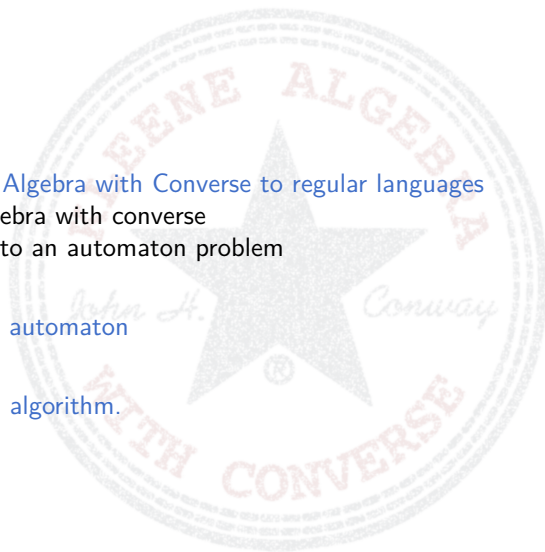 KLEENE ALGEBRA
Algebra with Converse to regular languages
ebra with converse
to an automaton problem
John H. Conway
automaton
®
algorithm.
WITH CONVERSE